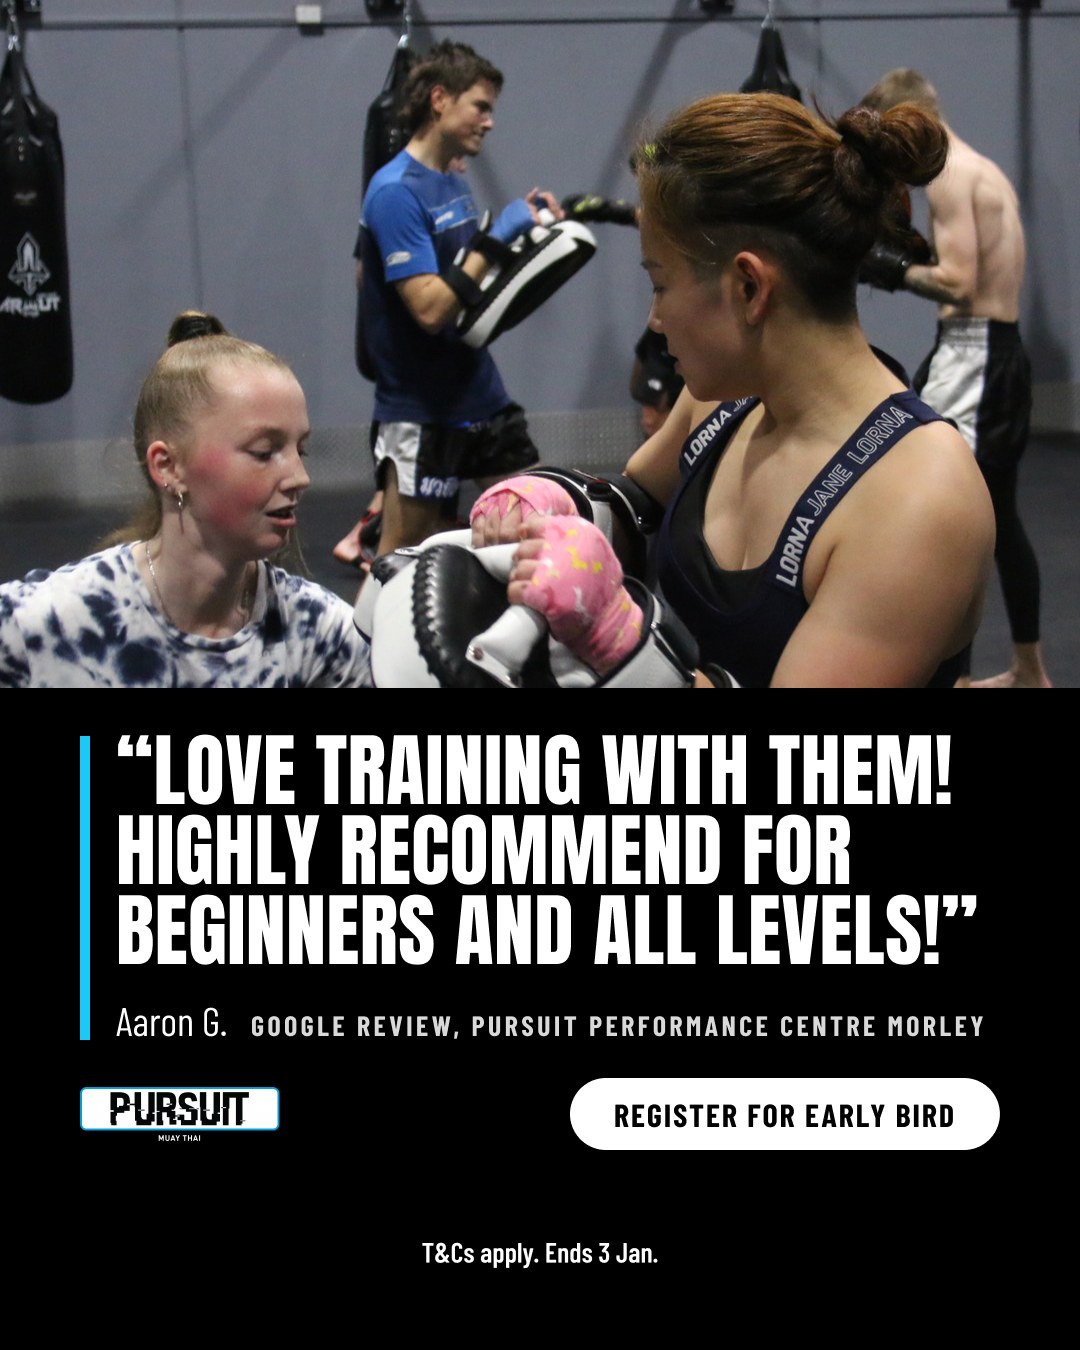 LORNA JANE LORNA
LORNA
“LOVE TRAINING WITH THEM!
HIGHLY RECOMMEND FOR
BEGINNERS AND ALL LEVELS!”
Aaron G. GOOGLE REVIEW, PURSUIT PERFORMANCE CENTRE MORLEY
PURSUIT
MUAY THAI
REGISTER FOR EARLY BIRD
T&Cs apply. Ends 3 Jan.